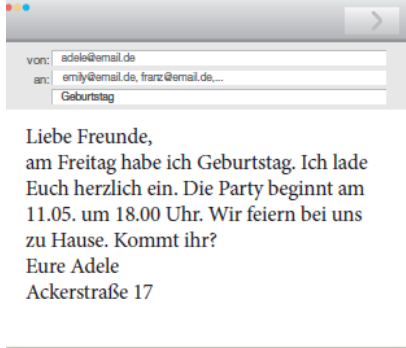 von: adele@email.de
an: emily@email.de, franz@email.de,...
Geburtstag
Liebe Freunde,
am Freitag habe ich Geburtstag. Ich lade
Euch herzlich ein. Die Party beginnt am
11.05. um 18.00 Uhr. Wir feiern bei uns
zu Hause. Kommt ihr?
Eure Adele
Ackerstraße 17